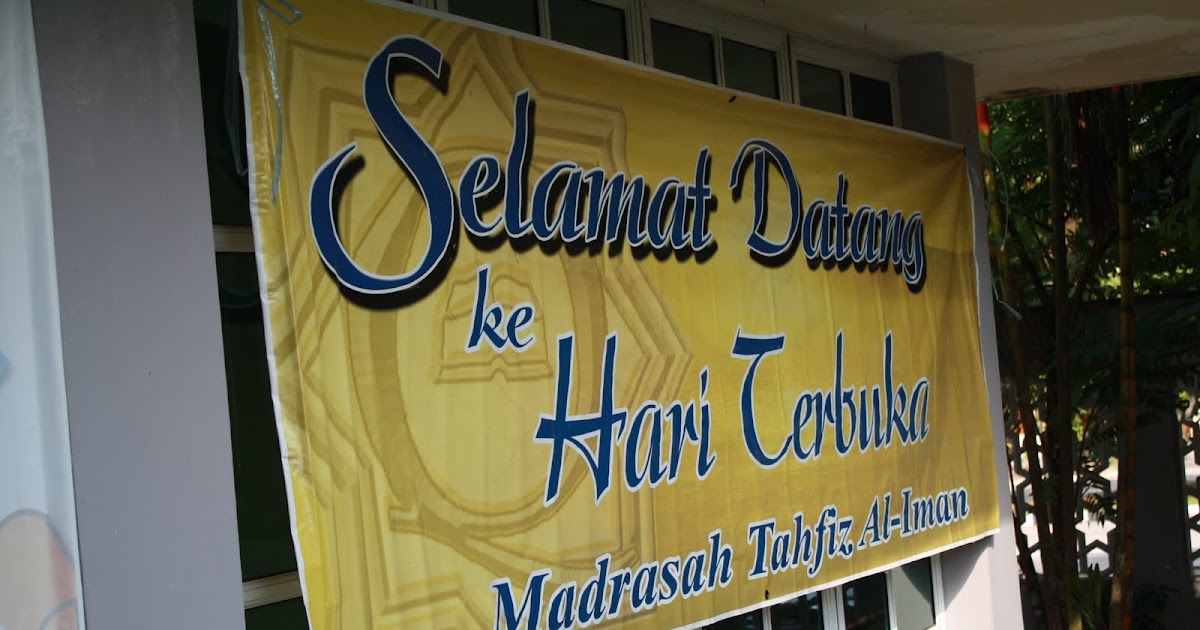 Selamat Datang
ke
Hari Terbuka
Madrasah Tahfiz Al-Iman